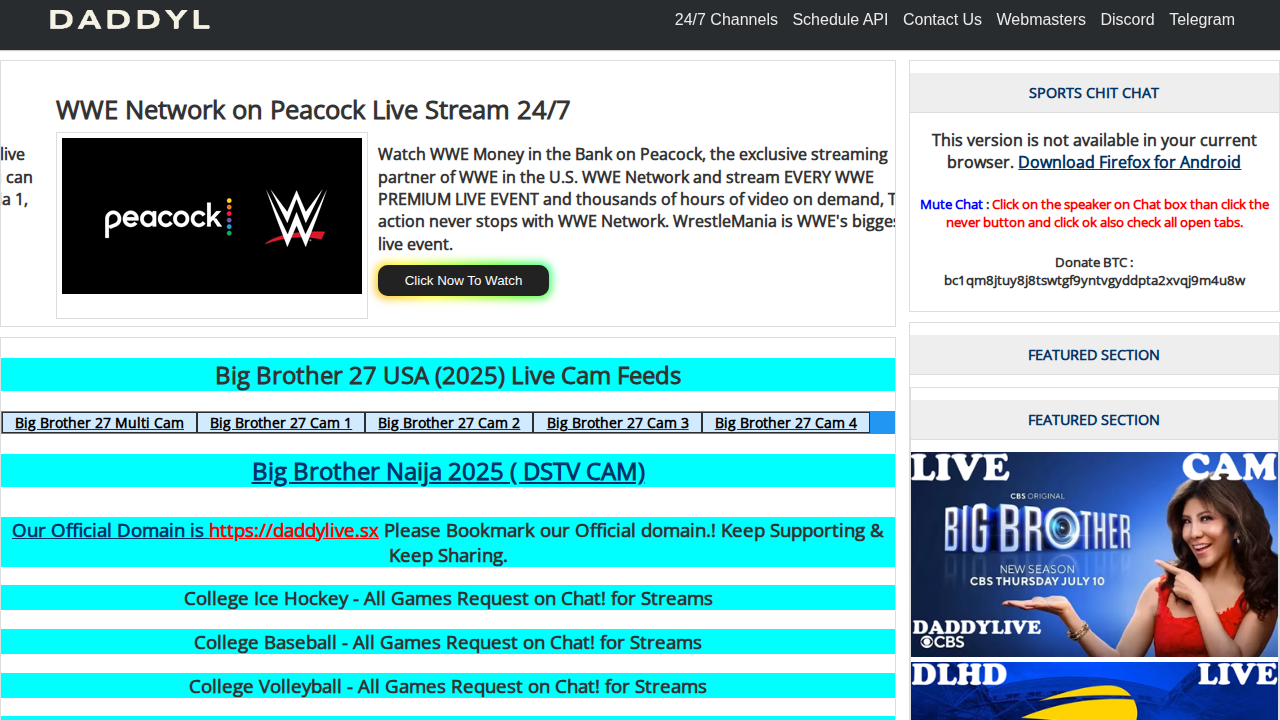 DADDYL
24/7 Channels Schedule API Contact Us Webmasters Discord Telegram
WWE Network on Peacock Live Stream 24/7
live
can
a 1,
peacock W
Watch WWE Money in the Bank on Peacock, the exclusive streaming
partner of WWE in the U.S. WWE Network and stream EVERY WWE
PREMIUM LIVE EVENT and thousands of hours of video on demand, T
action never stops with WWE Network. WrestleMania is WWE's bigges
live event.
Click Now To Watch
Big Brother 27 USA (2025) Live Cam Feeds
Big Brother 27 Multi Cam Big Brother 27 Cam 1 Big Brother 27 Cam 2 Big Brother 27 Cam 3 Big Brother 27 Cam 4
Big Brother Naija 2025 ( DSTV CAM)
Our Official Domain is https://daddylive.sx Please Bookmark our Official domain.! Keep Supporting &
Keep Sharing.
College Ice Hockey - All Games Request on Chat! for Streams
College Baseball - All Games Request on Chat! for Streams
College Volleyball - All Games Request on Chat! for Streams
SPORTS CHIT CHAT
This version is not available in your current
browser. Download Firefox for Android
Mute Chat : Click on the speaker on Chat box than click the
never button and click ok also check all open tabs.
Donate BTC :
bc1qm8jtuy8j8tswtgf9yntvgyddpta2xvqj9m4u8w
FEATURED SECTION
FEATURED SECTION
LIVE CAM
CBS ORIGINAL
BIG BROTHER
NEW SEASON
CBS THURSDAY JULY 10
DADDYLIVE
CBS
DLHD LIVE